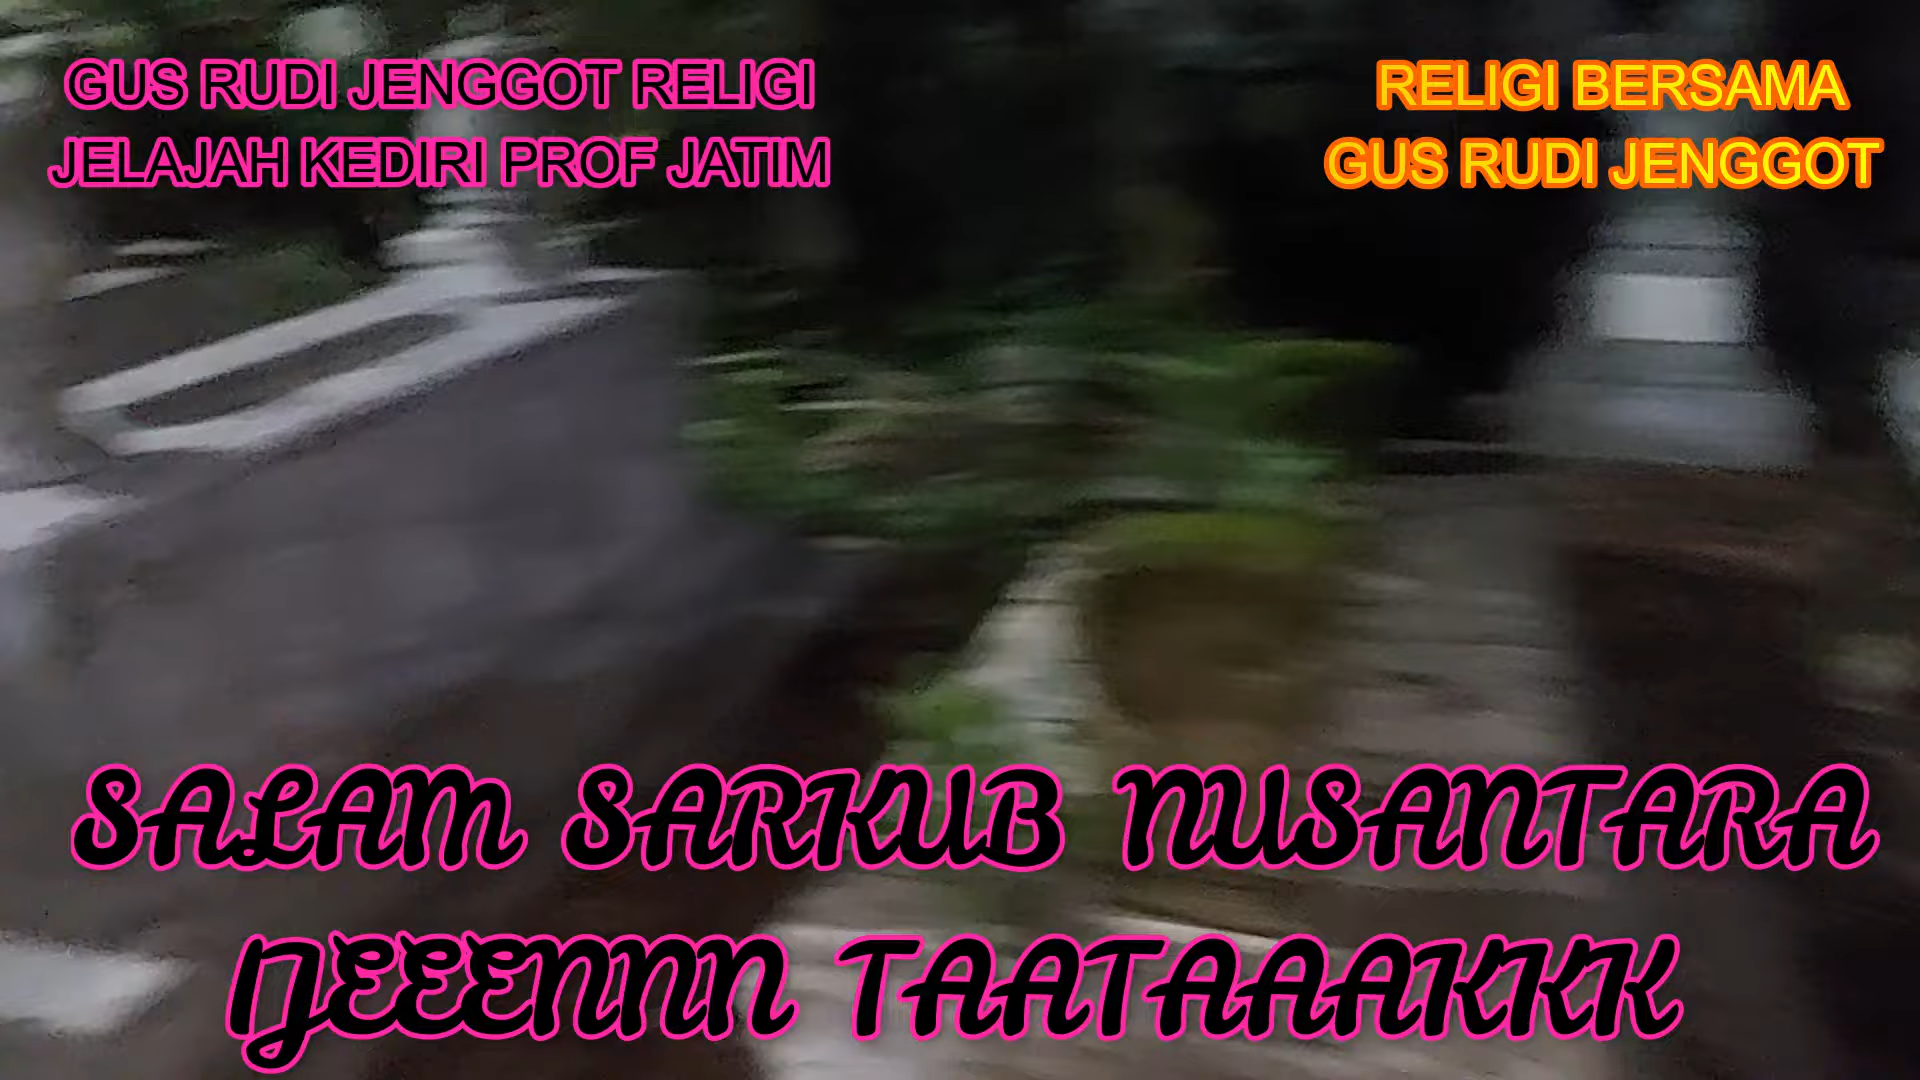 GUS RUDI JENGGOT RELIGI
JELAJAH KEDIRI PROF JATIM
RELIGI BERSAMA
GUS RUDI JENGGOT
SALAM SARKUB NUSANTARA
IJEEENNN TAATAAAKKK